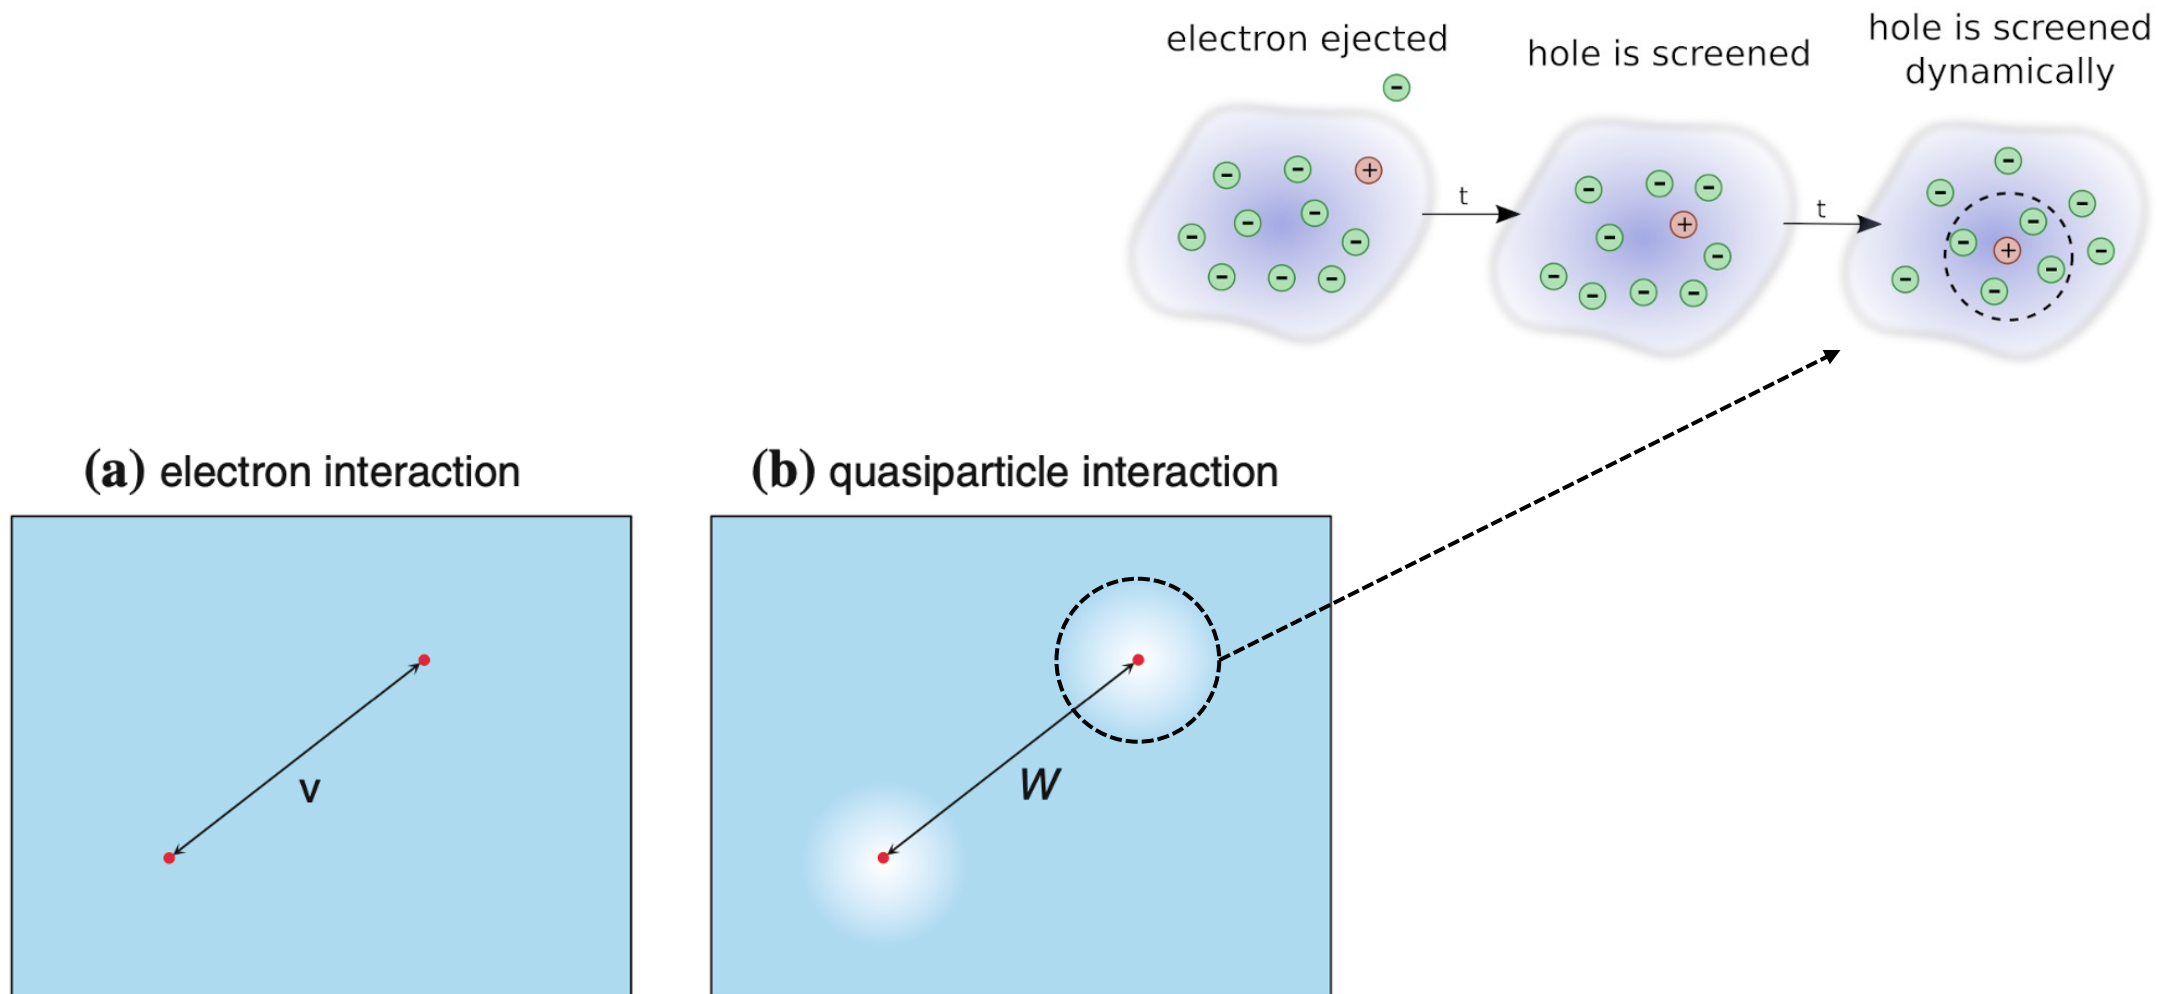 electron ejected
hole is screened
hole is screened
dynamically
- - - + - - - - - - -
t
- - - + - - - - - - -
t
- - - - - + - - - - -
(a) electron interaction
(b) quasiparticle interaction
v
W